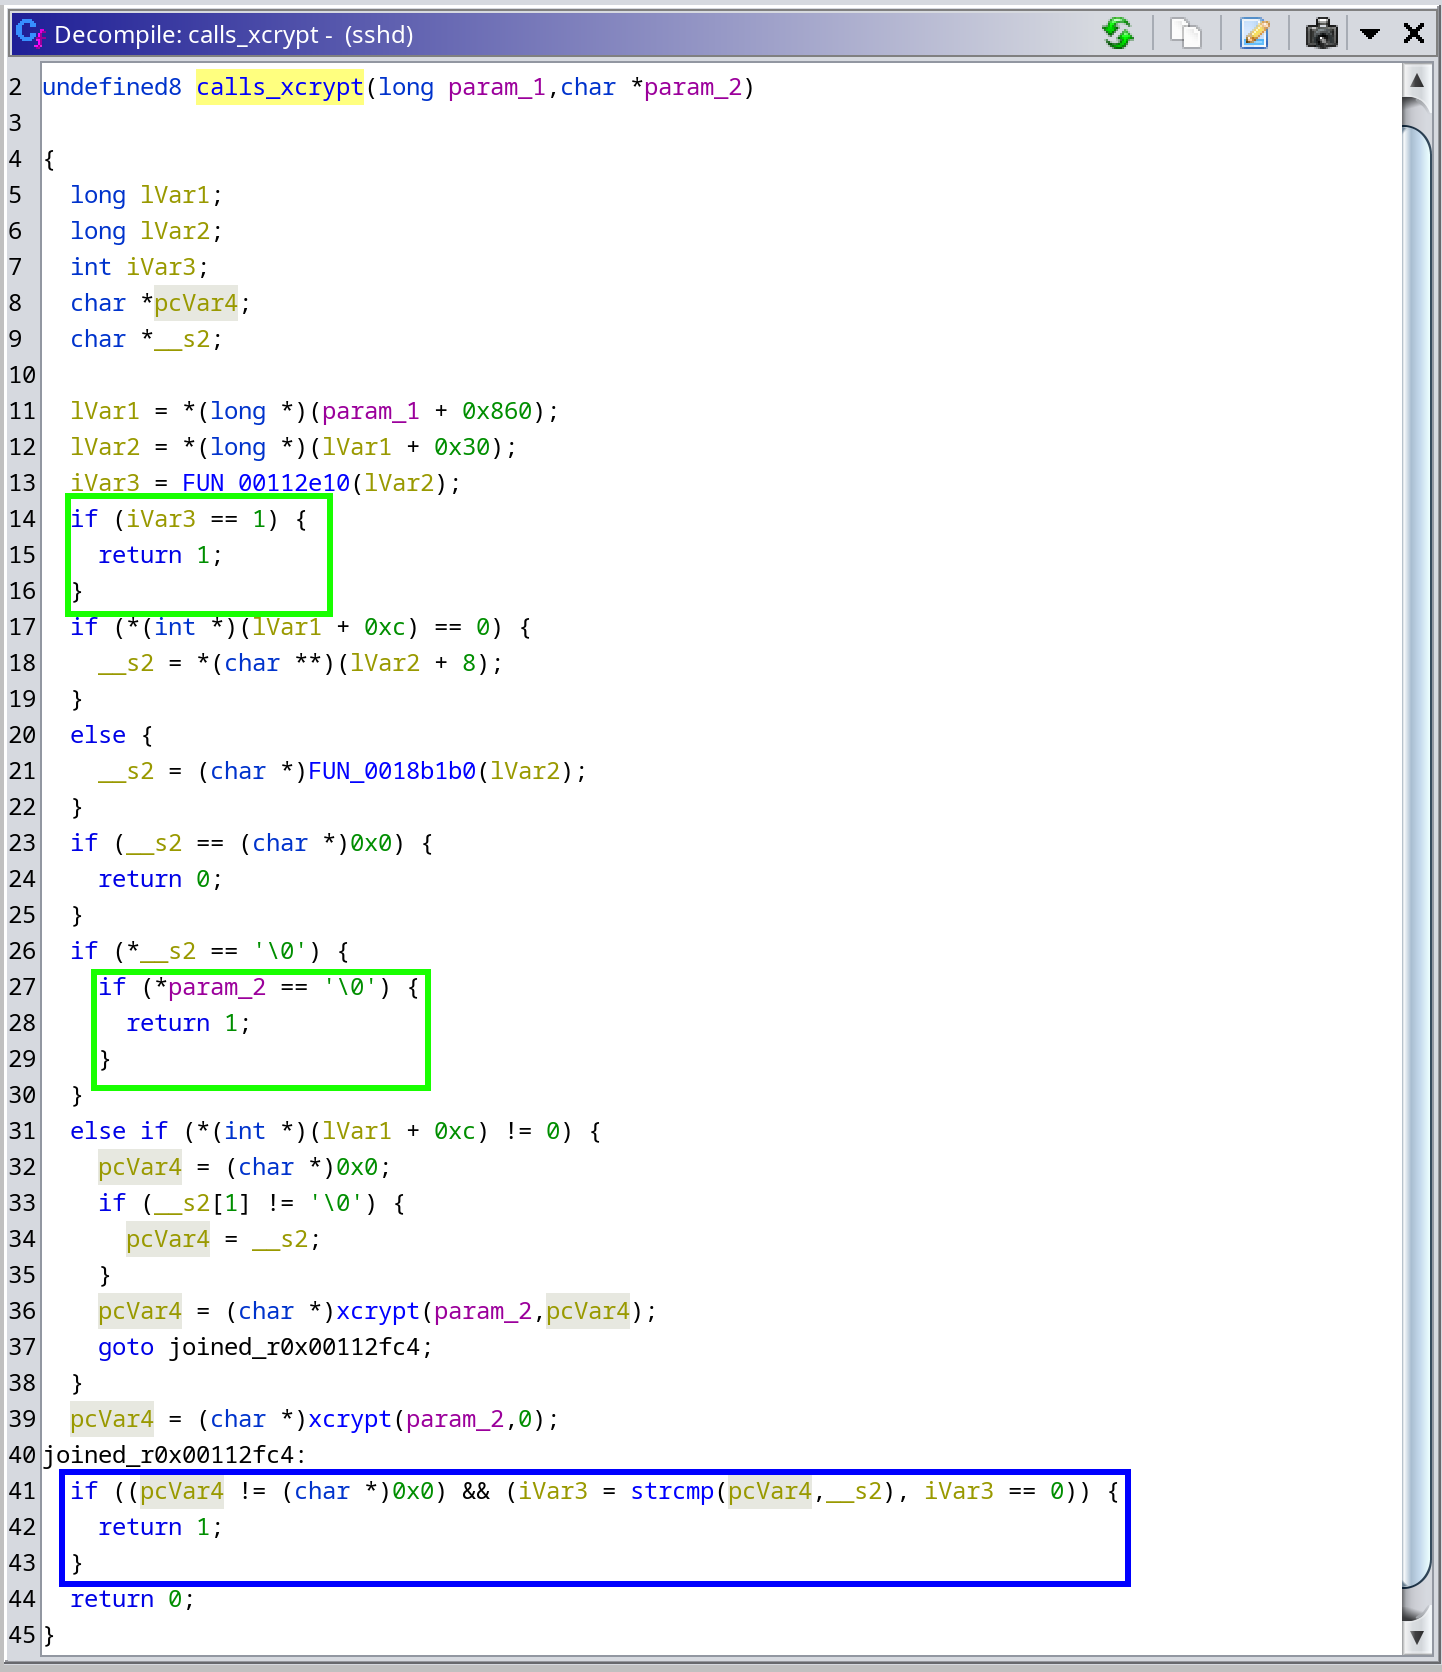 Decompile: calls_xcrypt - (sshd)
2 undefined8 calls_xcrypt(long param_1,char *param_2)
3
4 {
5   long lVar1;
6   long lVar2;
7   int iVar3;
8   char *pcVar4;
9   char *__s2;
10
11   lVar1 = *(long *)(param_1 + 0x860);
12   lVar2 = *(long *)(lVar1 + 0x30);
13   iVar3 = FUN_00112e10(lVar2);
14   if (iVar3 == 1) {
15     return 1;
16   }
17   if (*(int *)(lVar1 + 0xc) == 0) {
18     __s2 = *(char **)(lVar2 + 8);
19   }
20   else {
21     __s2 = (char *)FUN_0018b1b0(lVar2);
22   }
23   if (__s2 == (char *)0x0) {
24     return 0;
25   }
26   if (*__s2 == '\0') {
27     if (*param_2 == '\0') {
28       return 1;
29     }
30   }
31   else if (*(int *)(lVar1 + 0xc) != 0) {
32     pcVar4 = (char *)0x0;
33     if (__s2[1] != '\0') {
34       pcVar4 = __s2;
35     }
36     pcVar4 = (char *)xcrypt(param_2,pcVar4);
37     goto joined_r0x00112fc4;
38   }
39   pcVar4 = (char *)xcrypt(param_2,0);
40 joined_r0x00112fc4:
41   if ((pcVar4 != (char *)0x0) && (iVar3 = strcmp(pcVar4,__s2), iVar3 == 0)) {
42     return 1;
43   }
44   return 0;
45 }